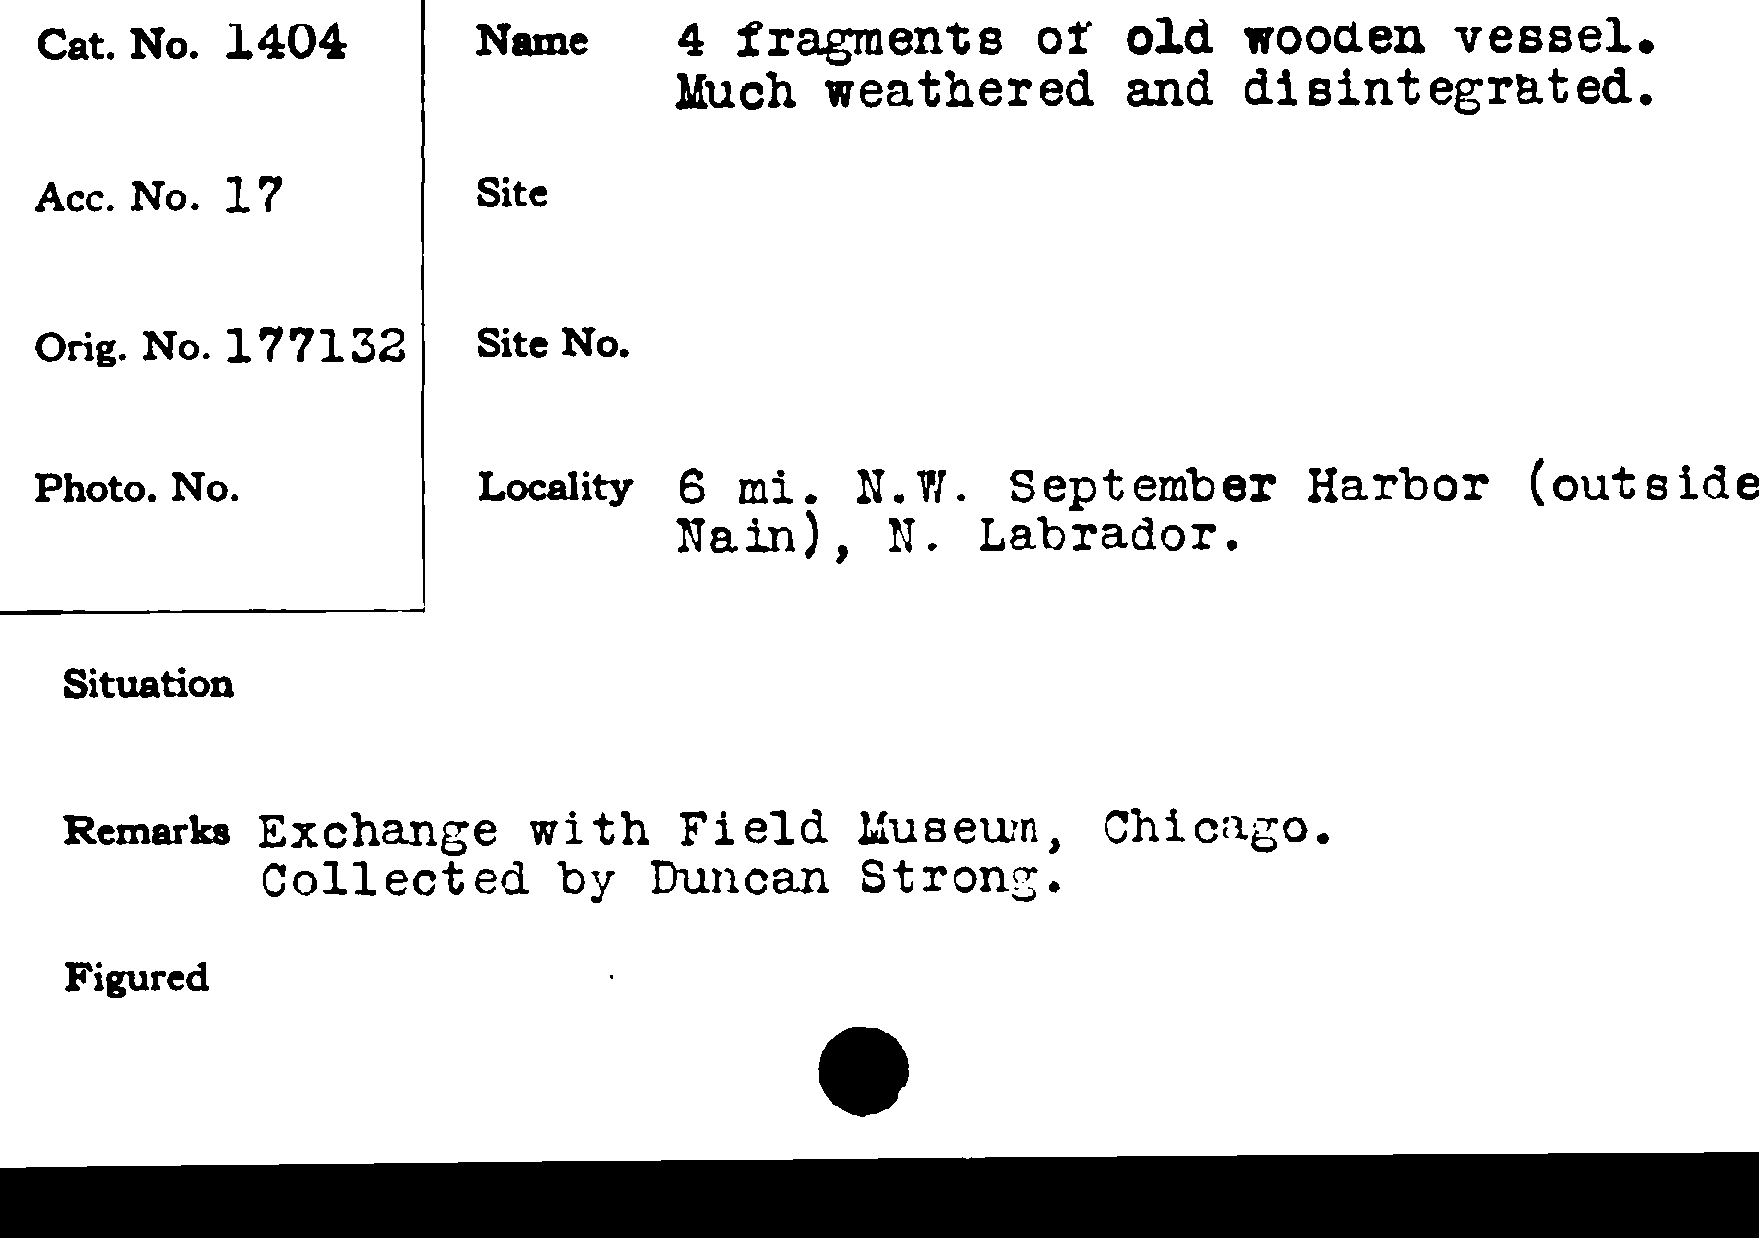 Cat. No. 1404
Name 4 fragments of old wooden vessel.
Much weathered and disintegrated.
Acc. No. 17
Site
Orig. No. 177132
Site No.
Photo. No.
Locality 6 mi. N.W. September Harbor (outside
Nain), N. Labrador.
Situation
Remarks Exchange with Field Museum, Chicago.
Collected by Duncan Strong.
Figured